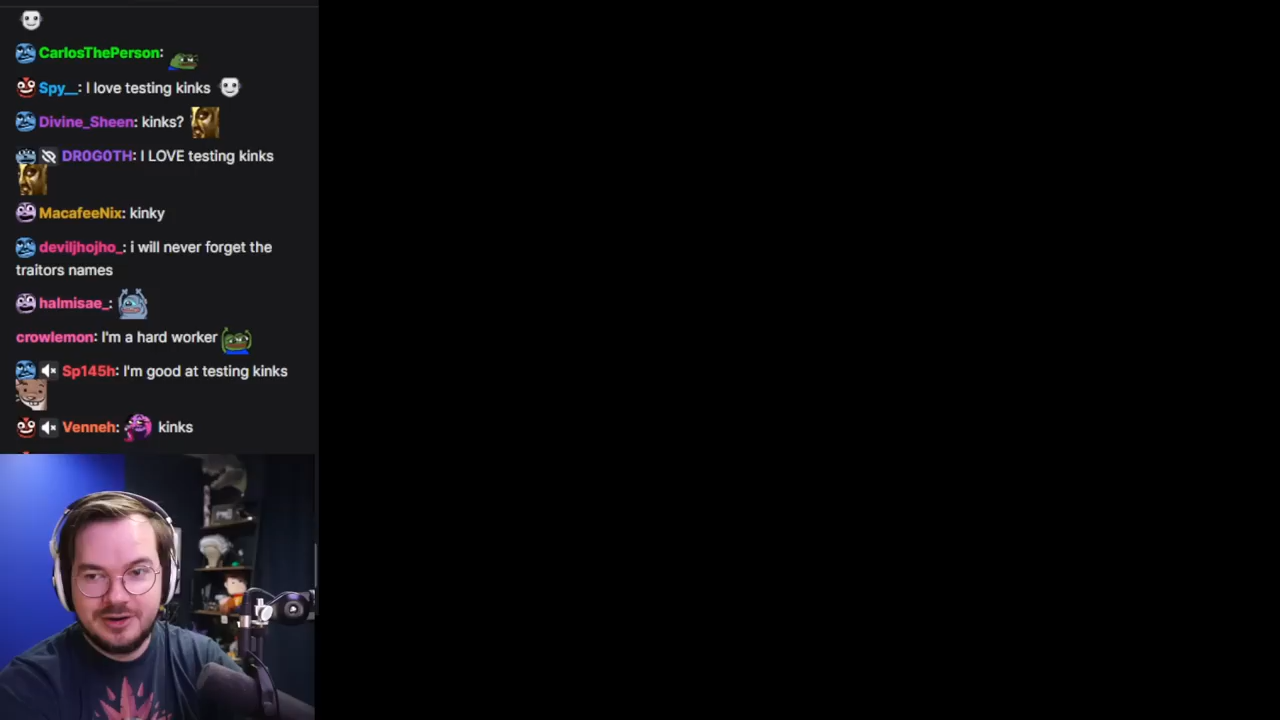 CarlosThePerson:
Spy__: I love testing kinks
Divine_Sheen: kinks?
DR0G0TH: I LOVE testing kinks
MacafeeNix: kinky
deviljhojho_: i will never forget the
traitors names
halmisae_:
crowlemon: I'm a hard worker
Sp145h: I'm good at testing kinks
Venneh: kinks